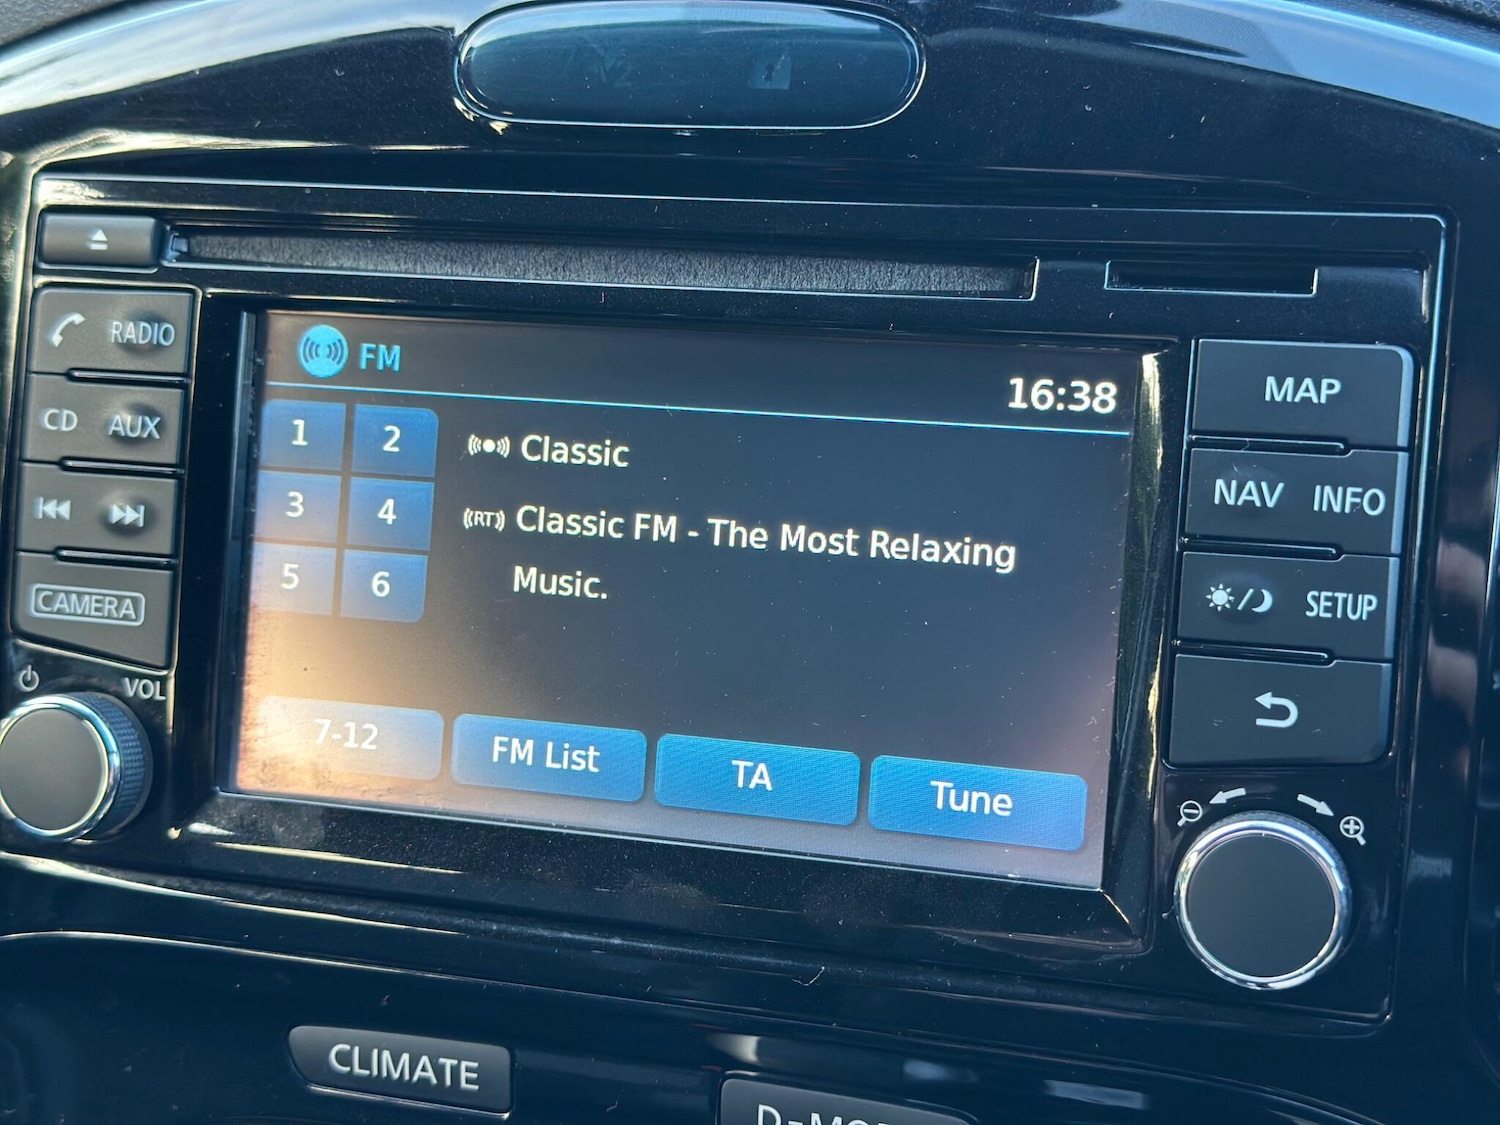 RADIO
CD AUX
CAMERA
VOL
FM
16:38
1 2
3 4
5 6
Classic
RT Classic FM - The Most Relaxing
Music.
7-12 FM List TA Tune
MAP
NAV INFO
SETUP
CLIMATE